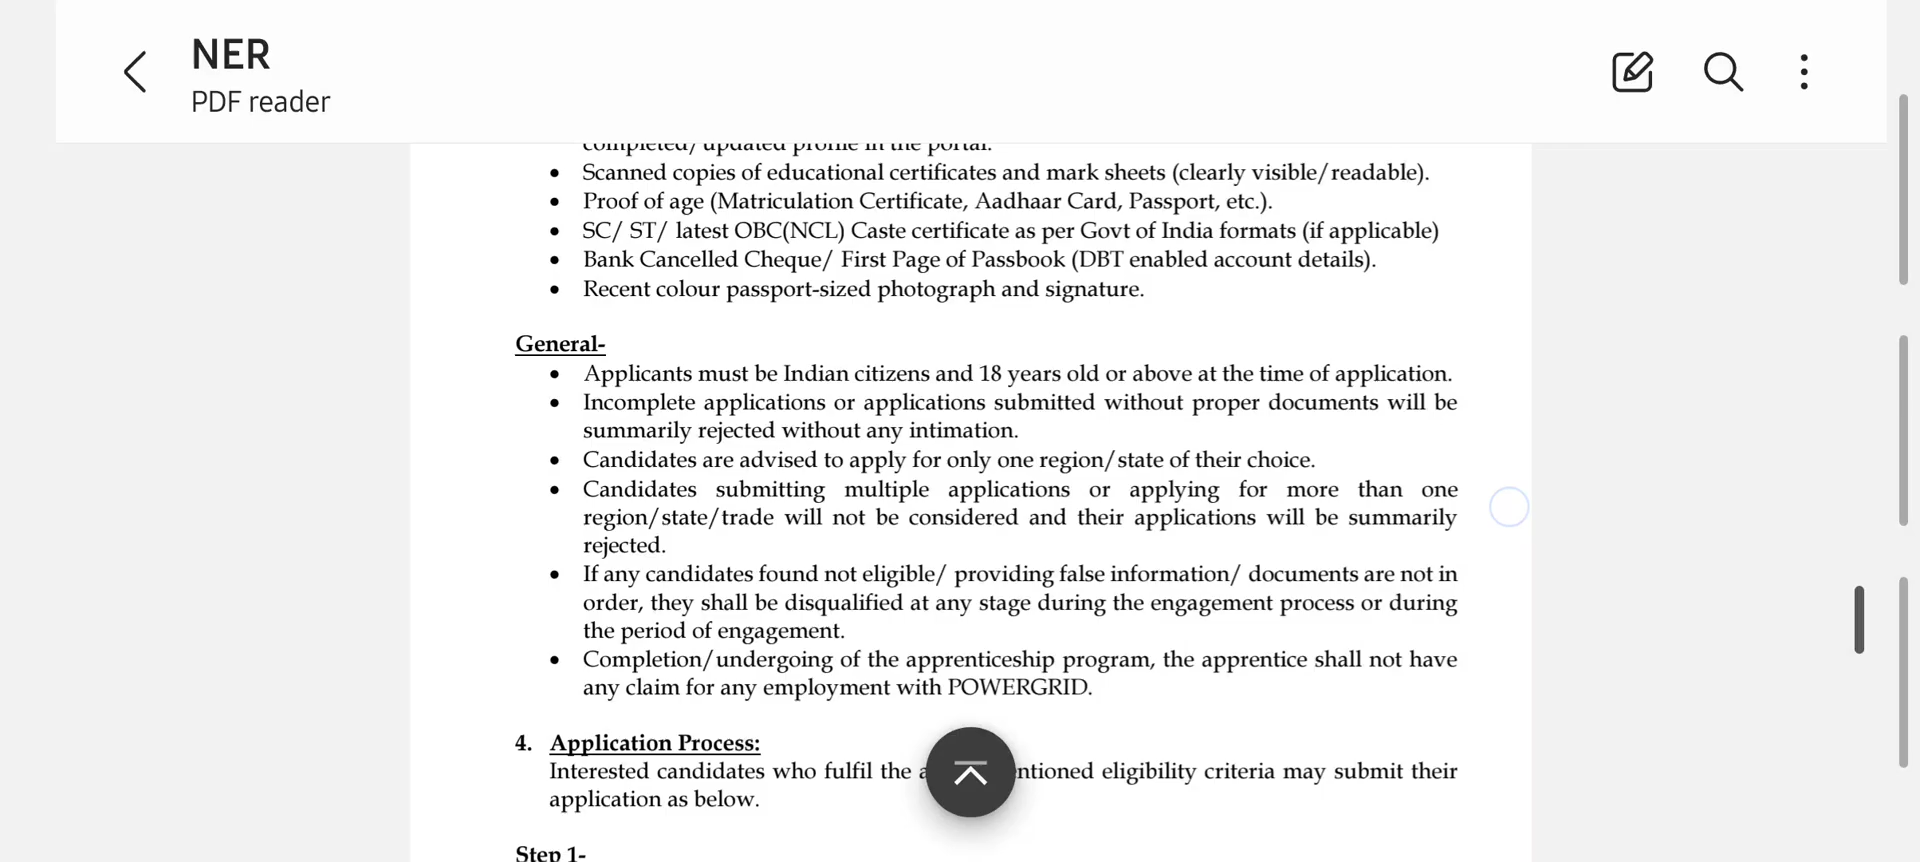 NER
PDF reader
completed/ updated profile in the portal.
• Scanned copies of educational certificates and mark sheets (clearly visible/readable).
• Proof of age (Matriculation Certificate, Aadhaar Card, Passport, etc.).
• SC/ ST/ latest OBC(NCL) Caste certificate as per Govt of India formats (if applicable)
• Bank Cancelled Cheque/ First Page of Passbook (DBT enabled account details).
• Recent colour passport-sized photograph and signature.
General-
• Applicants must be Indian citizens and 18 years old or above at the time of application.
• Incomplete applications or applications submitted without proper documents will be
summarily rejected without any intimation.
• Candidates are advised to apply for only one region/state of their choice.
• Candidates submitting multiple applications or applying for more than one
region/state/trade will not be considered and their applications will be summarily
rejected.
• If any candidates found not eligible/ providing false information/ documents are not in
order, they shall be disqualified at any stage during the engagement process or during
the period of engagement.
• Completion/undergoing of the apprenticeship program, the apprentice shall not have
any claim for any employment with POWERGRID.
4. Application Process:
Interested candidates who fulfil the eligibility criteria may submit their
application as below.
Step 1-